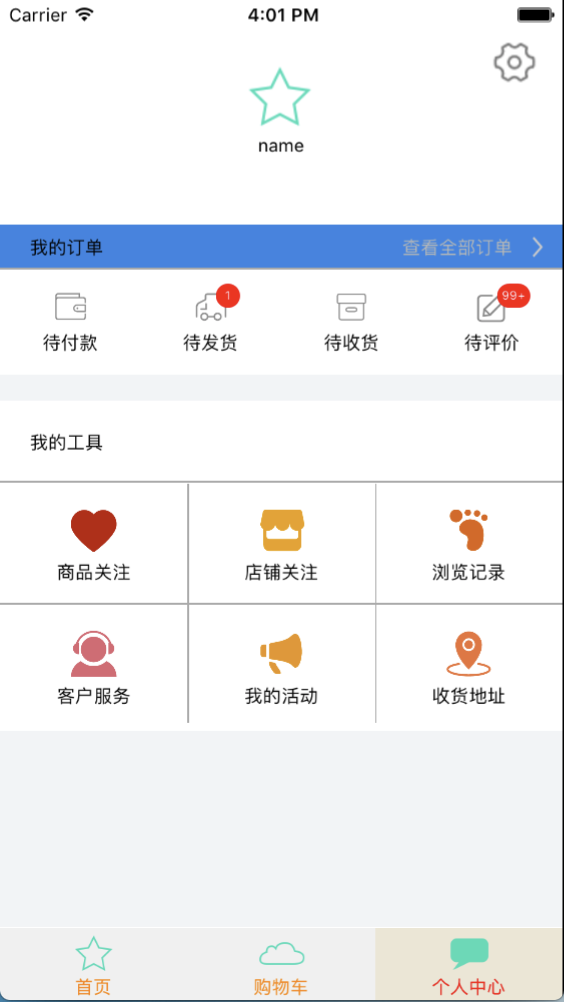 Carrier 4:01 PM
name
我的订单 查看全部订单
1 99+
待付款 待发货 待收货 待评价
我的工具
商品关注 店铺关注 浏览记录
客户服务 我的活动 收货地址
首页 购物车 个人中心